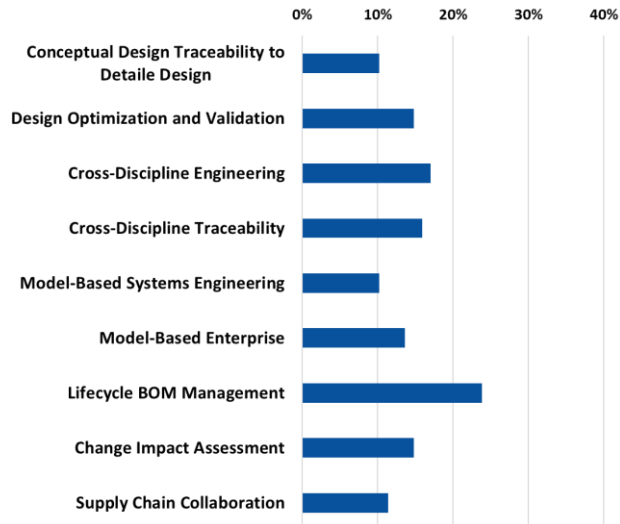 0% 10% 20% 30% 40%
Conceptual Design Traceability to
Detaile Design
Design Optimization and Validation
Cross-Discipline Engineering
Cross-Discipline Traceability
Model-Based Systems Engineering
Model-Based Enterprise
Lifecycle BOM Management
Change Impact Assessment
Supply Chain Collaboration